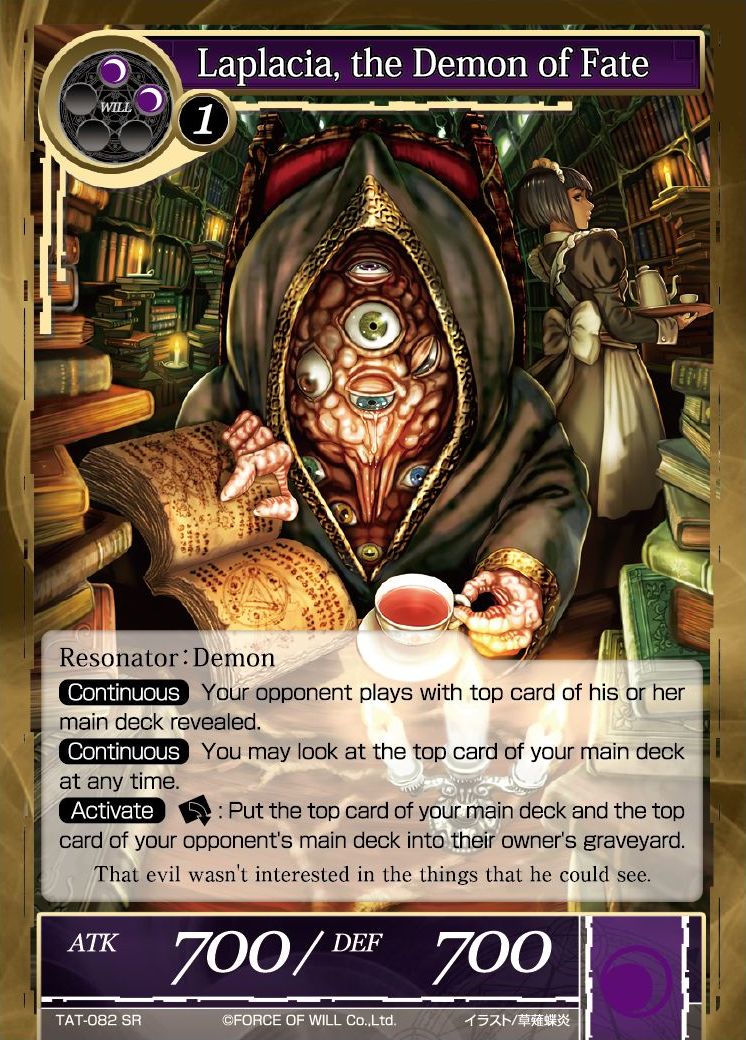 Laplacia, the Demon of Fate
WILL
1
Resonator:Demon
Continuous Your opponent plays with top card of his or her
main deck revealed.
Continuous You may look at the top card of your main deck
at any time.
Activate : Put the top card of your main deck and the top
card of your opponent's main deck into their owner's graveyard.
That evil wasn't interested in the things that he could see.
ATK 700/ DEF 700
TAT-082 SR ©FORCE OF WILL Co.,Ltd. イラスト/草薙蝶炎